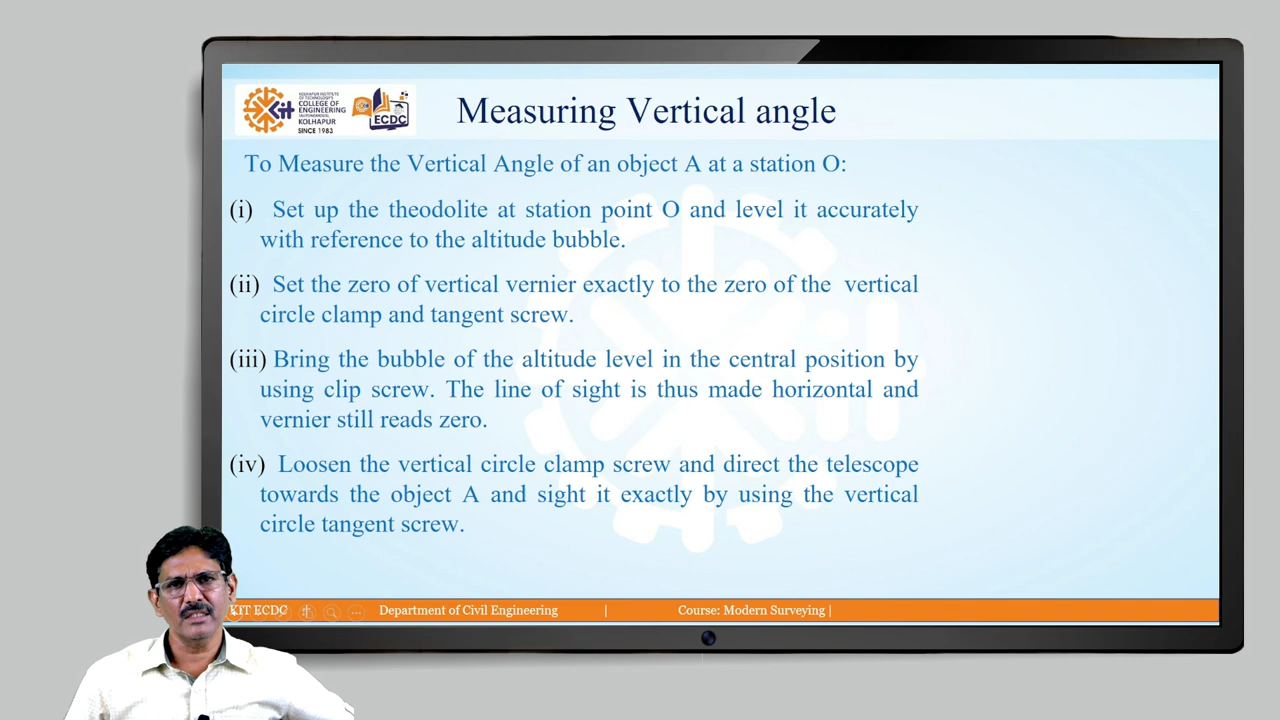 KOLHAPUR INSTITUTE
OF TECHNOLOGY'S
COLLEGE OF
ENGINEERING
(AUTONOMOUS),
KOLHAPUR
SINCE 1983
Kit
ECDC
Measuring Vertical angle
To Measure the Vertical Angle of an object A at a station O:
(i) Set up the theodolite at station point O and level it accurately
with reference to the altitude bubble.
(ii) Set the zero of vertical vernier exactly to the zero of the vertical
circle clamp and tangent screw.
(iii) Bring the bubble of the altitude level in the central position by
using clip screw. The line of sight is thus made horizontal and
vernier still reads zero.
(iv) Loosen the vertical circle clamp screw and direct the telescope
towards the object A and sight it exactly by using the vertical
circle tangent screw.
KIT ECDC | Department of Civil Engineering | Course: Modern Surveying |